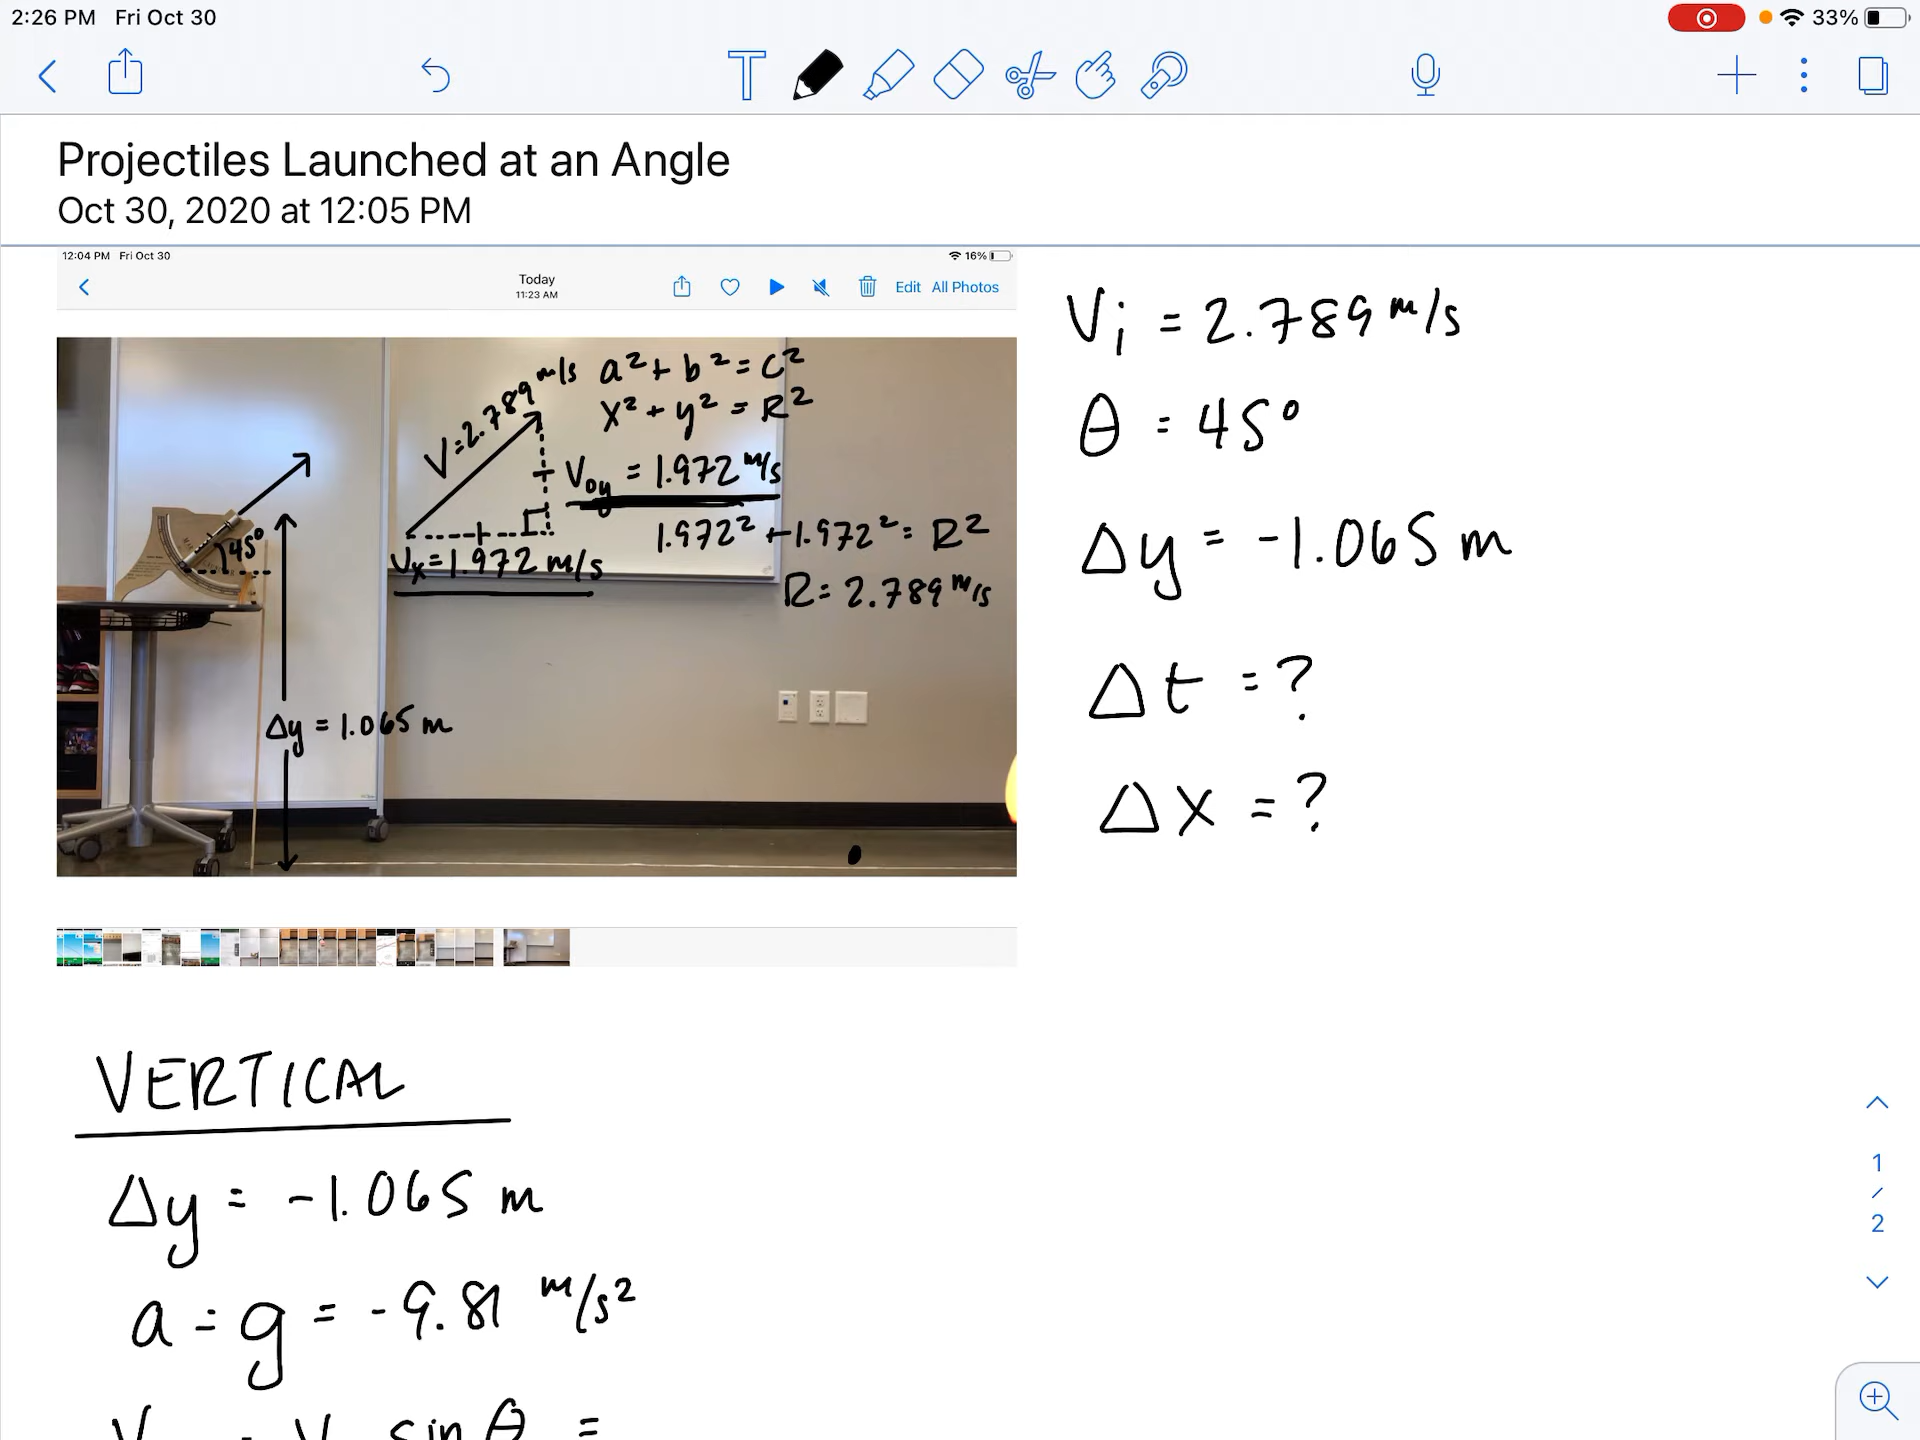 2:26 PM Fri Oct 30
33%
T
Projectiles Launched at an Angle
Oct 30, 2020 at 12:05 PM
12:04 PM Fri Oct 30
16%
Today
11:23 AM
Edit All Photos
V=2.789 m/s
a² + b² = c²
x² + y² = R²
Voy = 1.972 m/s
1.972² + 1.972² = R²
Vx = 1.972 m/s
R = 2.789 m/s
45°
Δy = 1.065 m
Vi = 2.789 m/s
θ = 45°
Δy = -1.065 m
Δt = ?
Δx = ?
VERTICAL
Δy = -1.065 m
a = g = -9.81 m/s²
sin θ =
1
/
2